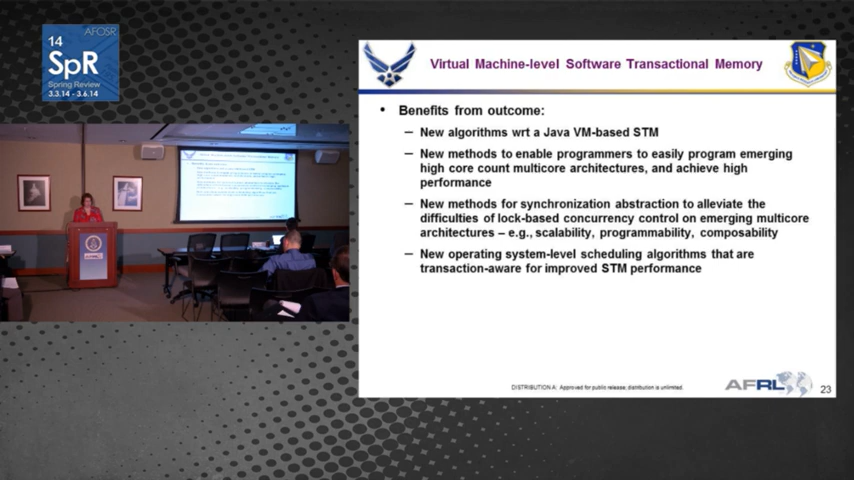 AFOSR
14
SpR
Spring Review
3.3.14 - 3.6.14
Virtual Machine-level Software Transactional Memory
• Benefits from outcome:
– New algorithms wrt a Java VM-based STM
– New methods to enable programmers to easily program emerging
high core count multicore architectures, and achieve high
performance
– New methods for synchronization abstraction to alleviate the
difficulties of lock-based concurrency control on emerging multicore
architectures – e.g., scalability, programmability, composability
– New operating system-level scheduling algorithms that are
transaction-aware for improved STM performance
DISTRIBUTION A: Approved for public release; distribution is unlimited.
AFRL
23